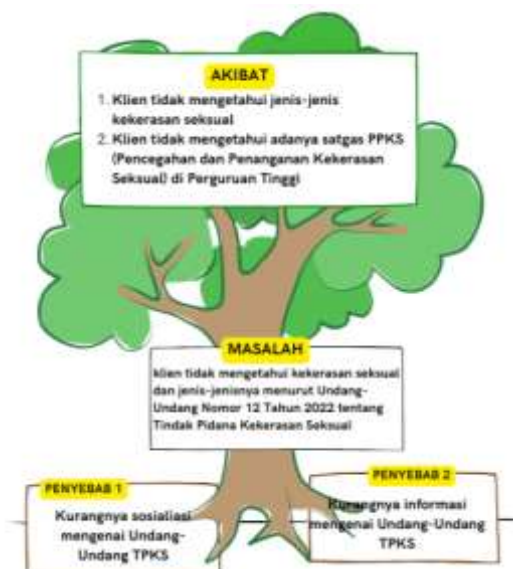 AKIBAT
1. Klien tidak mengetahui jenis-jenis
kekerasan seksual
2. Klien tidak mengetahui adanya satgas PPKS
(Pencegahan dan Penanganan Kekerasan
Seksual) di Perguruan Tinggi
MASALAH
klien tidak mengetahui kekerasan seksual
dan jenis-jenisnya menurut Undang-
Undang Nomor 12 Tahun 2022 tentang
Tindak Pidana Kekerasan Seksual
PENYEBAB 1
Kurangnya sosialiasi
mengenai Undang-
Undang TPKS
PENYEBAB 2
Kurangnya informasi
mengenai Undang-Undang
TPKS